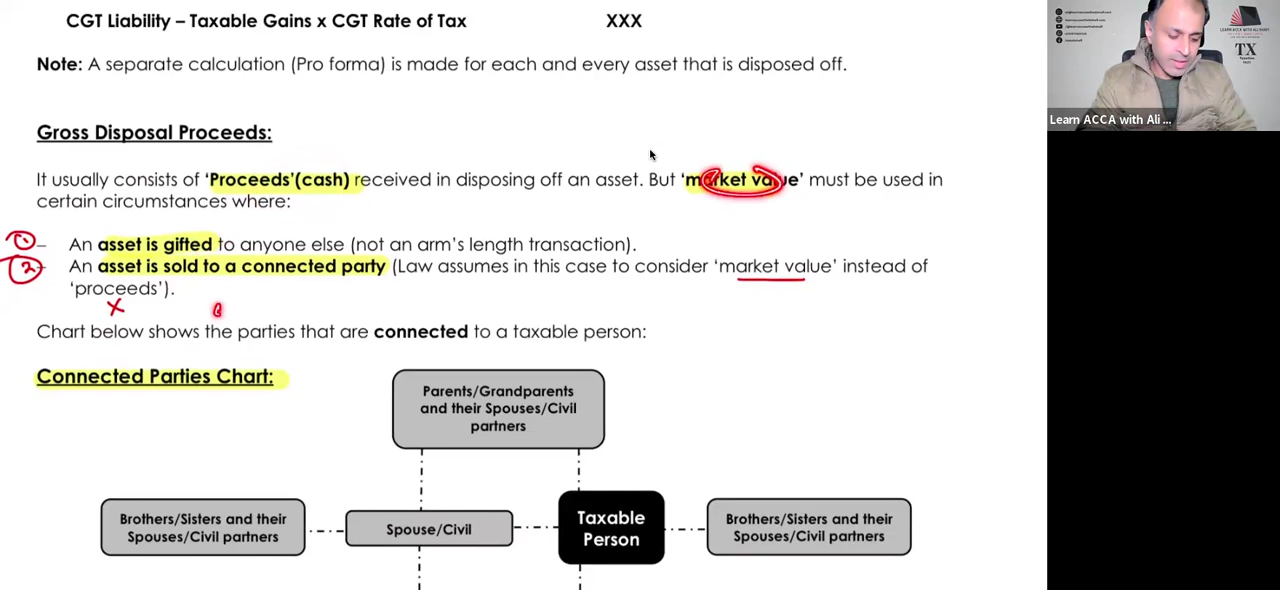 CGT Liability – Taxable Gains x CGT Rate of Tax XXX
Note: A separate calculation (Pro forma) is made for each and every asset that is disposed off.
Gross Disposal Proceeds:
It usually consists of 'Proceeds'(cash) received in disposing off an asset. But 'market value' must be used in
certain circumstances where:
1 – An asset is gifted to anyone else (not an arm's length transaction).
2 – An asset is sold to a connected party (Law assumes in this case to consider 'market value' instead of
'proceeds').
Chart below shows the parties that are connected to a taxable person:
Connected Parties Chart:
Parents/Grandparents
and their Spouses/Civil
partners
Brothers/Sisters and their
Spouses/Civil partners
Spouse/Civil
Taxable
Person
Brothers/Sisters and their
Spouses/Civil partners
LEARN ACCA WITH ALI
TX
Learn ACCA with Ali ...